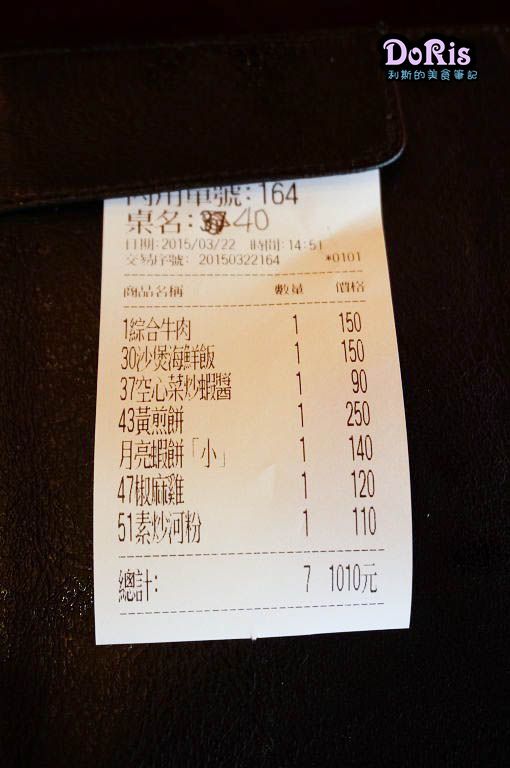 DoRis
利斯的美食筆記
內用單號:164
桌名: 40
日期:2015/03/22 時間:14:51
交易序號: 20150322164 *0101
商品名稱 數量 價格
1綜合牛肉 1 150
30沙煲海鮮飯 1 150
37空心菜炒蝦醬 1 90
43黃煎餅 1 250
月亮蝦餅「小」 1 140
47椒麻雞 1 120
51素炒河粉 1 110
總計: 7 1010元